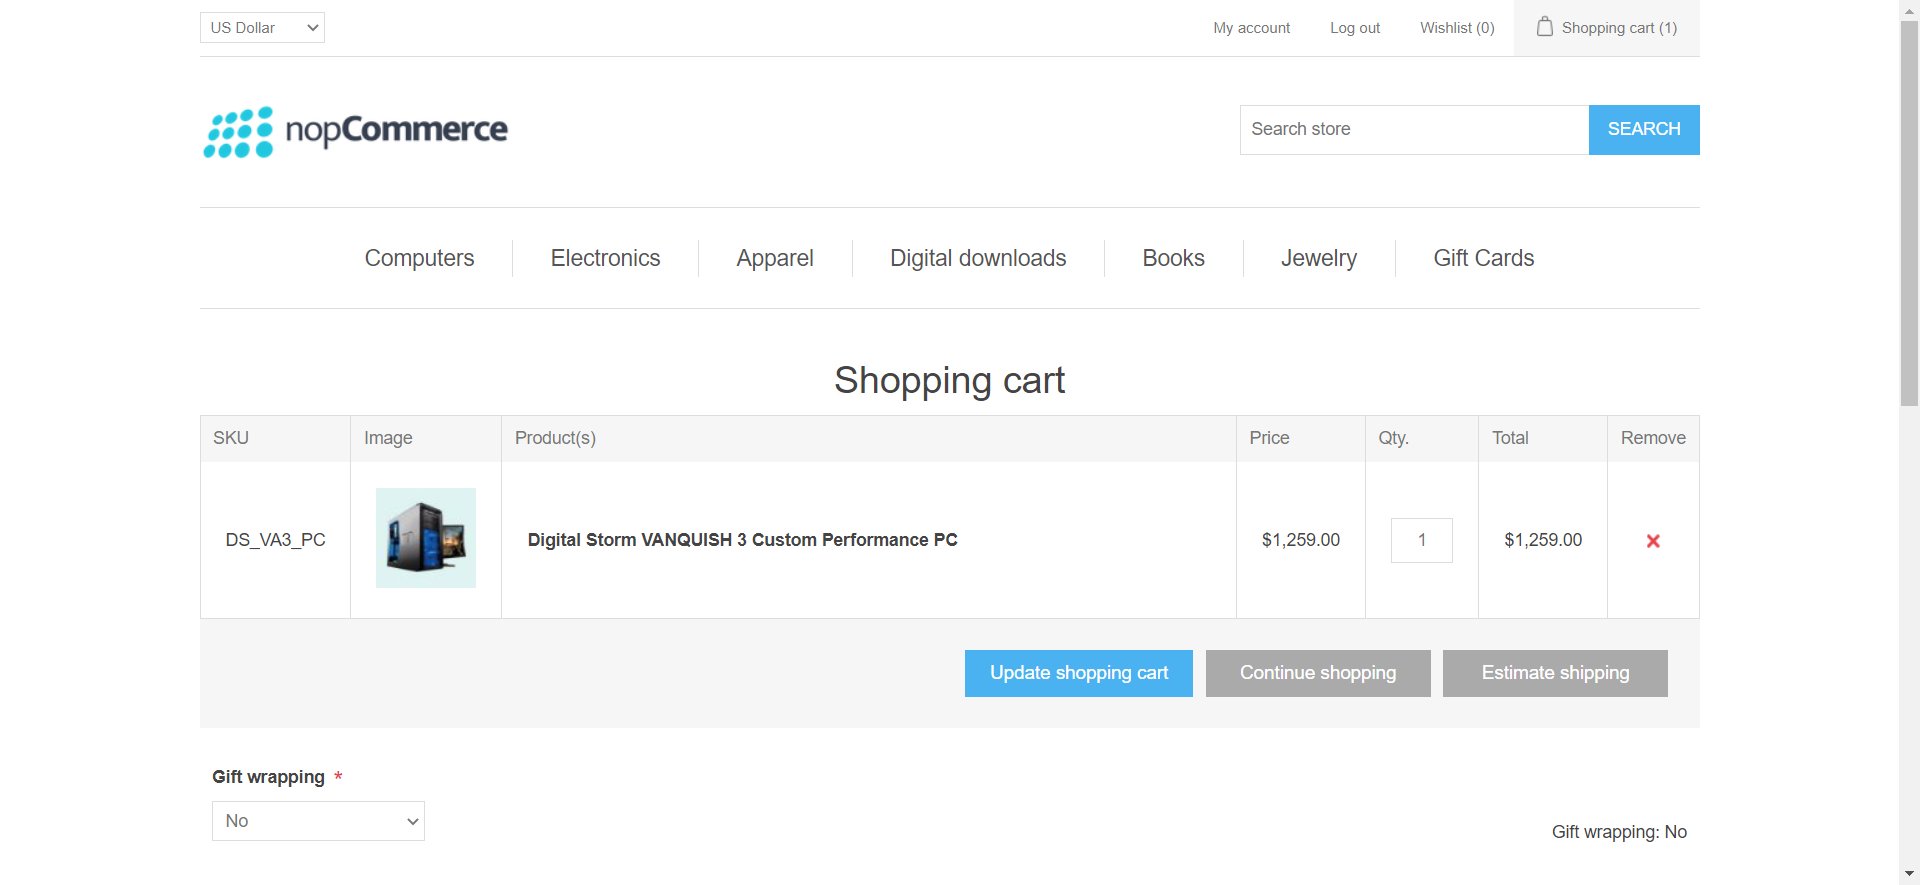 US Dollar
My account
Log out
Wishlist (0)
Shopping cart (1)
nopCommerce
Search store
SEARCH
Computers
Electronics
Apparel
Digital downloads
Books
Jewelry
Gift Cards
Shopping cart
SKU
Image
Product(s)
Price
Qty.
Total
Remove
DS_VA3_PC
Digital Storm VANQUISH 3 Custom Performance PC
$1,259.00
1
$1,259.00
Update shopping cart
Continue shopping
Estimate shipping
Gift wrapping *
No
Gift wrapping: No